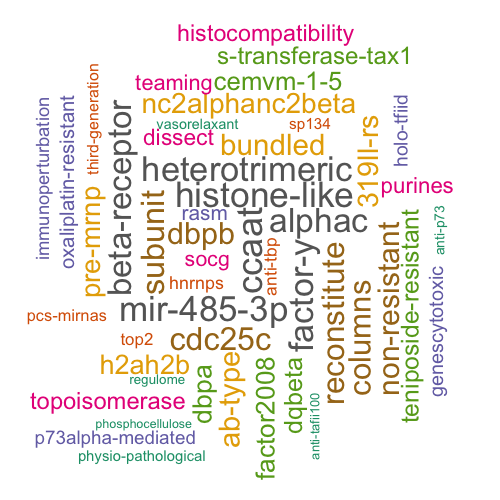 histocompatibility
s-transferase-tax1
teaming
cemvm-1-5
nc2alphanc2beta
vasorelaxant
sp134
dissect
bundled
third-generation
immunoperturbation
oxaliplatin-resistant
pre-mrnp
beta-receptor
subunit
heterotrimeric
histone-like
319ll-rs
holo-tfiid
purines
rasm
alphac
dbpb
ccaat
socg
anti-tbp
factor-y
hnrnps
anti-p73
genescytotoxic
teniposide-resistant
non-resistant
columns
reconstitute
pcs-mirnas
mir-485-3p
top2
cdc25c
h2ah2b
regulome
dbpa
ab-type
factor2008
dqbeta
anti-tafii100
topoisomerase
phosphocellulose
p73alpha-mediated
physio-pathological